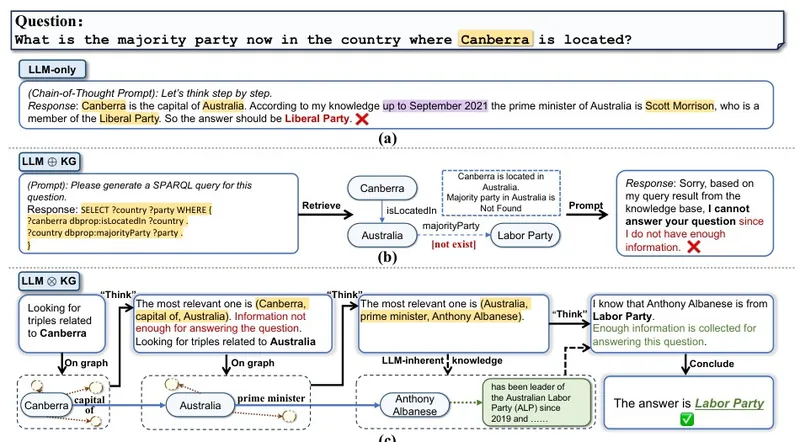 Question:
What is the majority party now in the country where Canberra is located?
LLM-only
(Chain-of-Thought Prompt): Let's think step by step.
Response: Canberra is the capital of Australia. According to my knowledge up to September 2021 the prime minister of Australia is Scott Morrison, who is a
member of the Liberal Party. So the answer should be Liberal Party.
(a)
LLM ⊕ KG
(Prompt): Please generate a SPARQL query for this
question.
Response: SELECT ?country ?party WHERE {
?canberra dbprop:isLocatedIn ?country .
?country dbprop:majorityParty ?party .
}
Retrieve
Canberra
isLocatedIn
Australia
majorityParty
[not exist]
Labor Party
Canberra is located in
Australia.
Majority party in Australia is
Not Found
Prompt
Response: Sorry, based on
my query result from the
knowledge base, I cannot
answer your question since
I do not have enough
information.
(b)
LLM ⊗ KG
Looking for
triples related
to Canberra
"Think"
The most relevant one is (Canberra,
capital of, Australia). Information not
enough for answering the question.
Looking for triples related to Australia
"Think"
The most relevant one is (Australia,
prime minister, Anthony Albanese).
"Think"
I know that Anthony Albanese is from
Labor Party.
Enough information is collected for
answering this question.
On graph
On graph
LLM-inherent knowledge
Conclude
Canberra
capital
of
Australia
prime minister
Anthony
Albanese
has been leader of
the Australian Labor
Party (ALP) since
2019 and ......
The answer is Labor Party
(c)